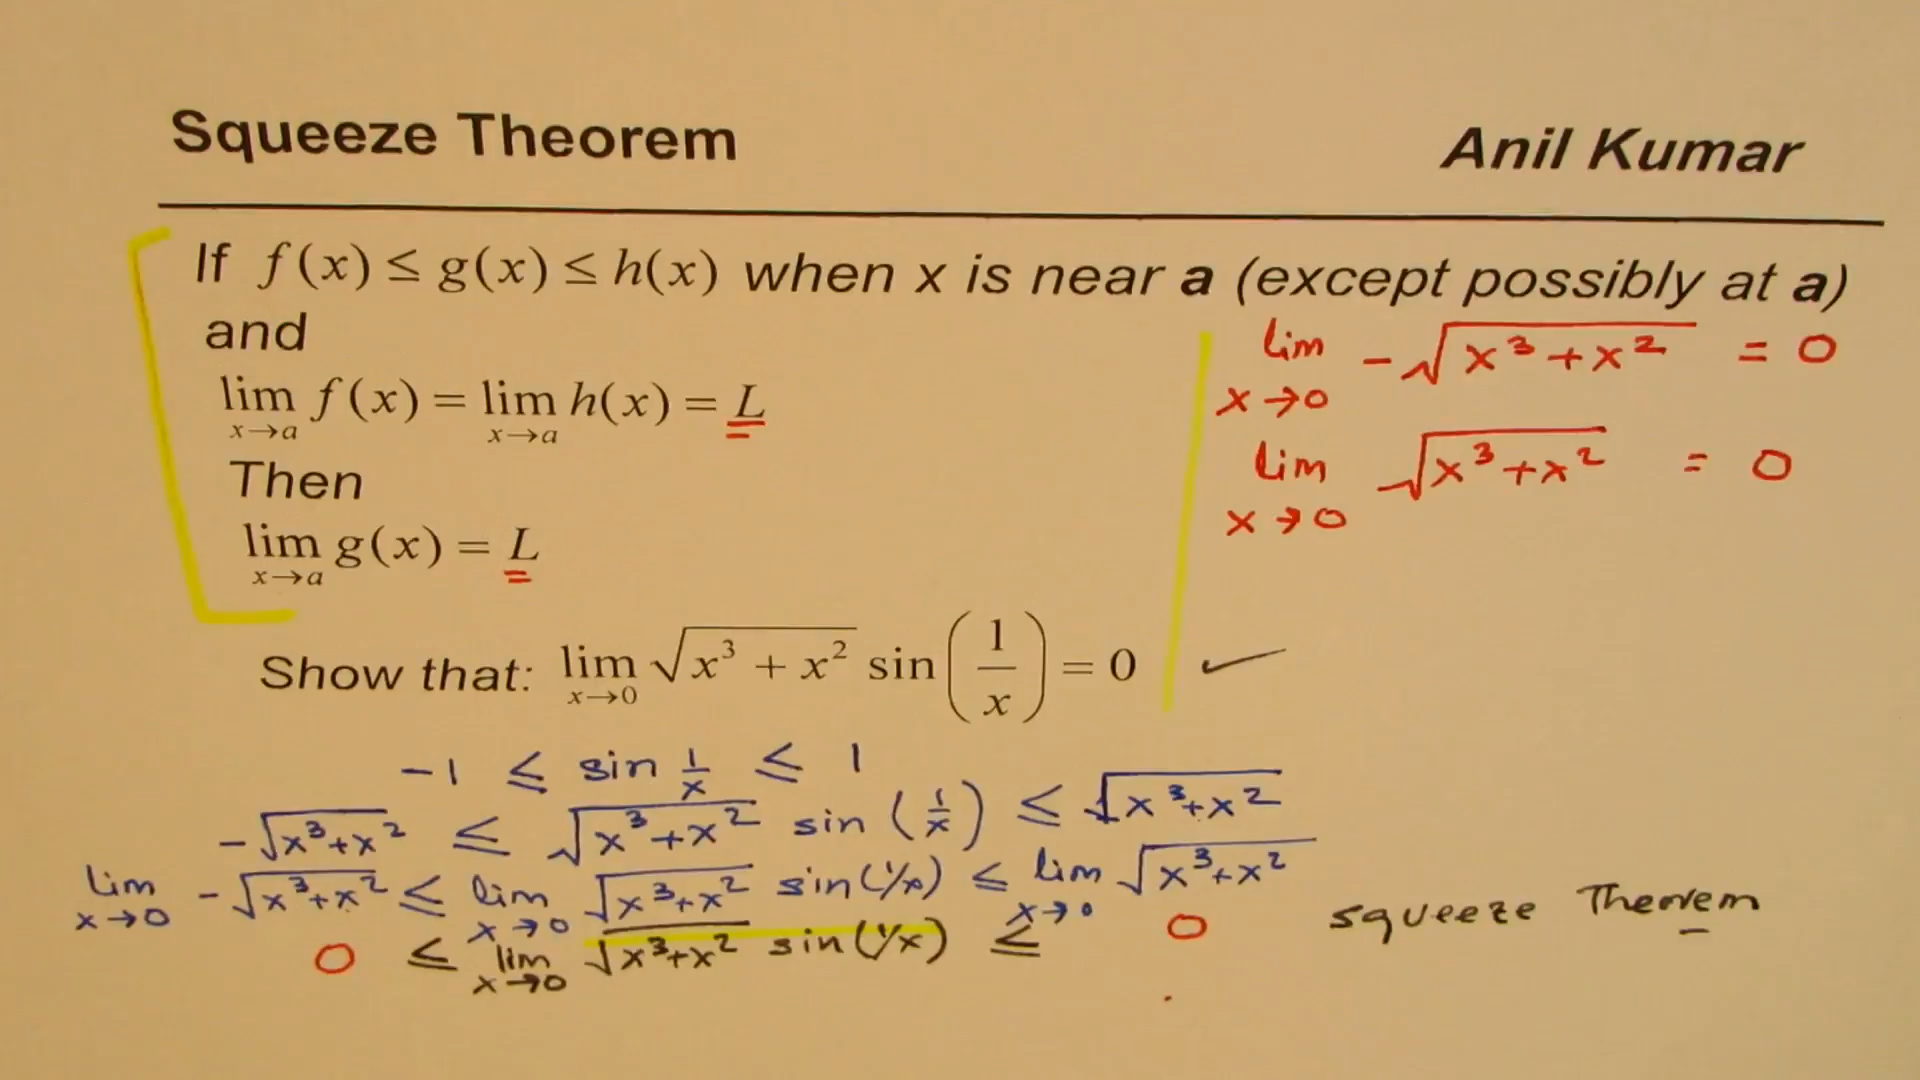 Squeeze Theorem
Anil Kumar
If f(x) ≤ g(x) ≤ h(x) when x is near a (except possibly at a)
and
lim x→a f(x) = lim x→a h(x) = L
Then
lim x→a g(x) = L
lim x→0 -√(x³+x²) = 0
lim x→0 √(x³+x²) = 0
Show that: lim x→0 √(x³ + x²) sin(1/x) = 0 ✓
-1 ≤ sin 1/x ≤ 1
-√(x³+x²) ≤ √(x³+x²) sin(1/x) ≤ √(x³+x²)
lim x→0 -√(x³+x²) ≤ lim x→0 √(x³+x²) sin(1/x) ≤ lim x→0 √(x³+x²)
0 ≤ lim x→0 √(x³+x²) sin(1/x) ≤ 0
squeeze Theorem